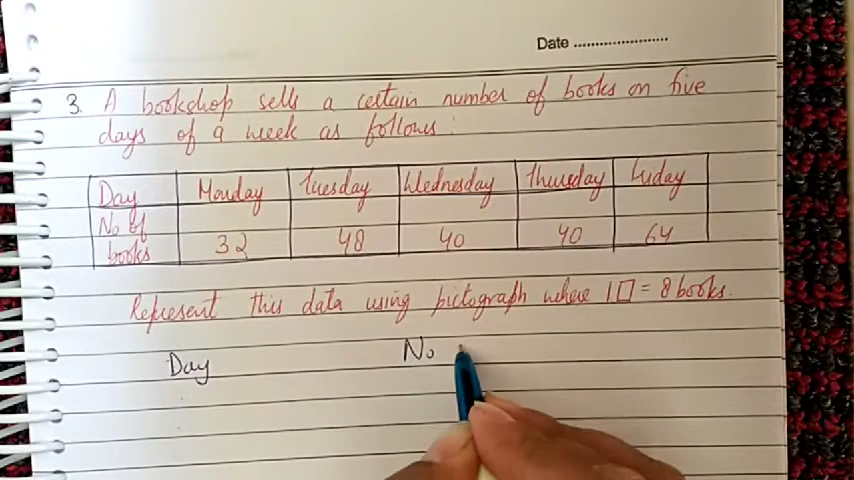 Date ......................
3. A bookshop sells a certain number of books on five
days of a week as follows :
Day Monday Tuesday Wednesday Thursday Friday
No of books 32 48 40 40 64
Represent this data using pictograph where 1□ = 8 books.
Day No